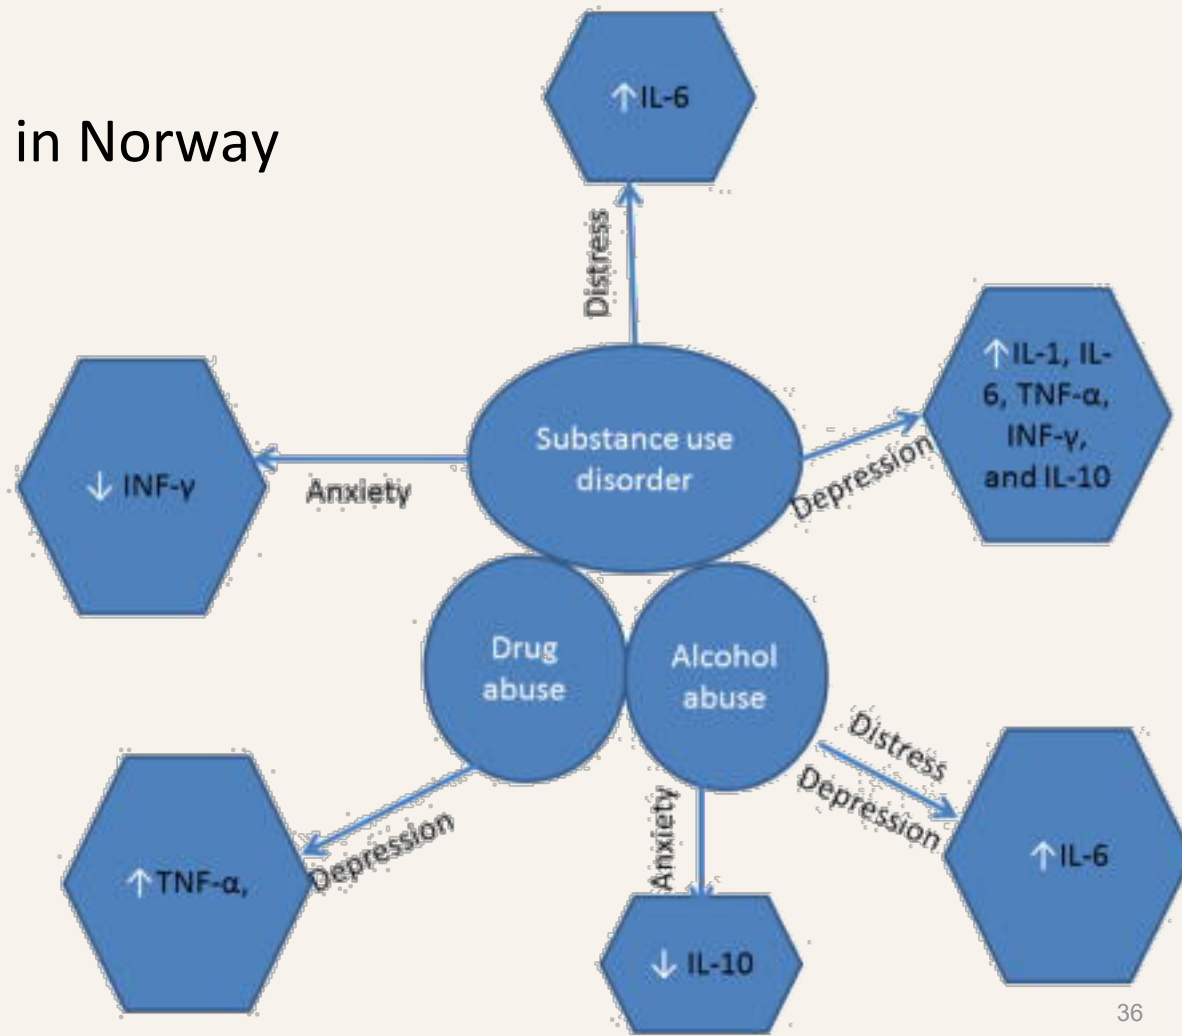 in Norway
↑IL-6
Distress
↑IL-1, IL-
6, TNF-α,
INF-γ,
and IL-10
Depression
Substance use
disorder
↓ INF-γ
Anxiety
Drug
abuse
Alcohol
abuse
Depression
↑TNF-α,
Anxiety
↓ IL-10
Distress
Depression
↑IL-6
36